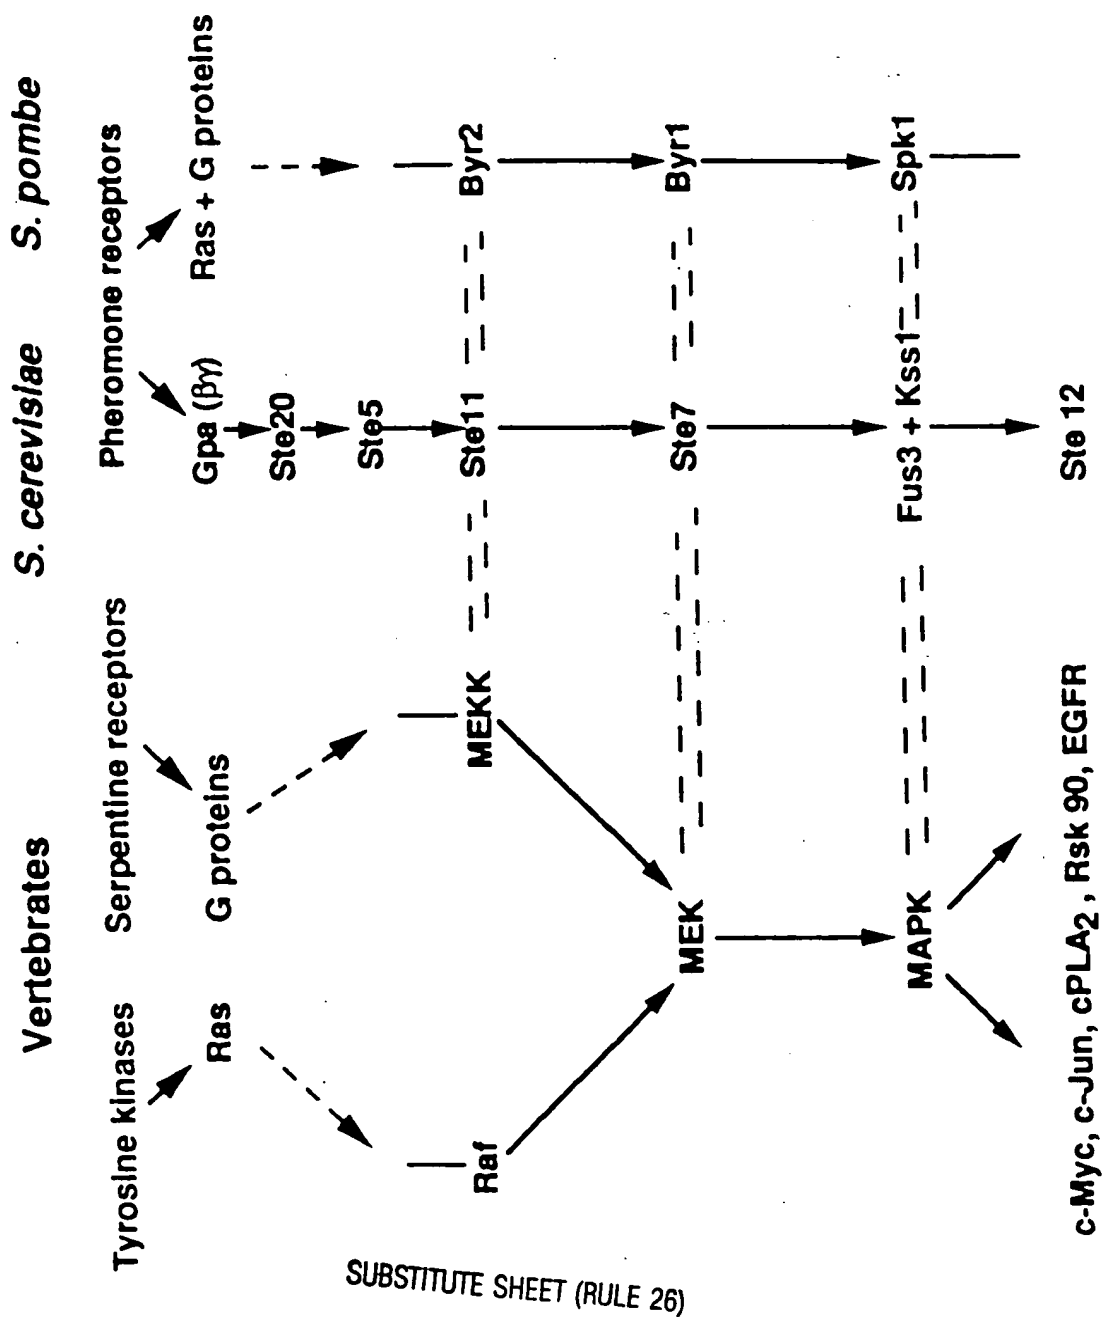 Vertebrates S. cerevisiae S. pombe
Tyrosine kinases Serpentine receptors Pheromone receptors
Ras G proteins Gpa (βγ) Ras + G proteins
Ste20
Ste5
Raf MEKK Ste11 Byr2
MEK Ste7 Byr1
MAPK Fus3 + Kss1 Spk1
c-Myc, c-Jun, cPLA2, Rsk 90, EGFR Ste 12
SUBSTITUTE SHEET (RULE 26)